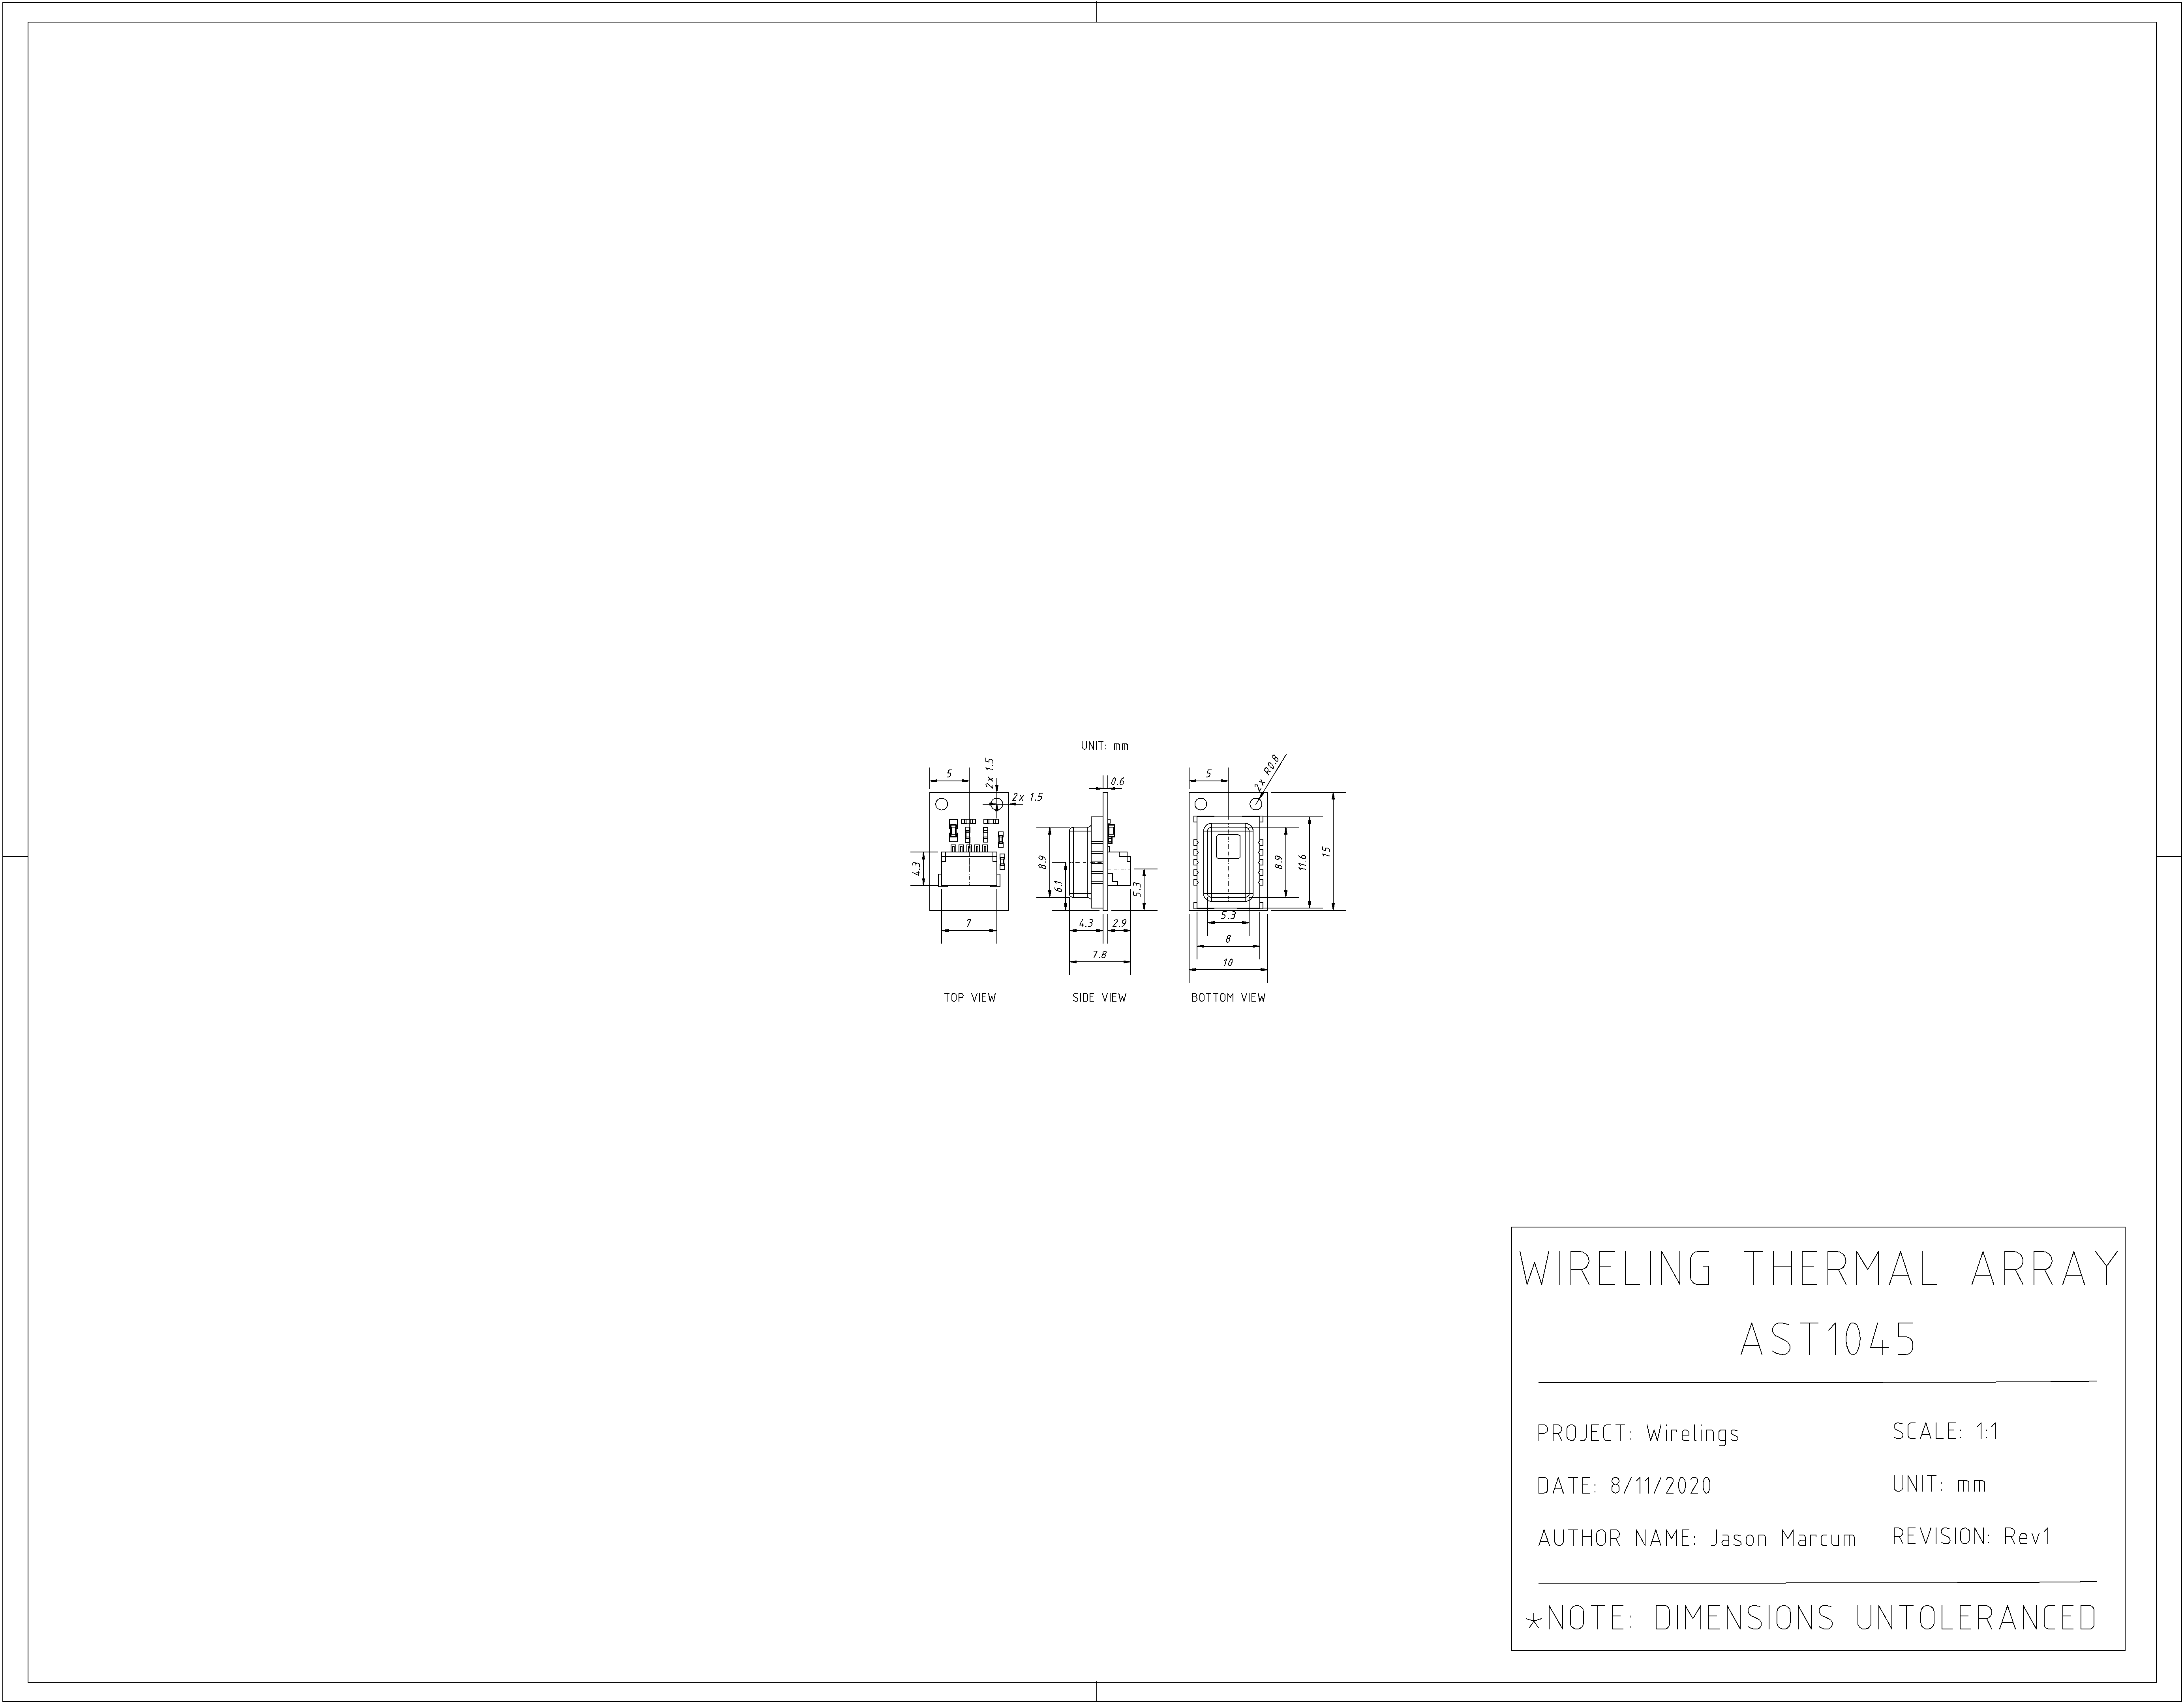 UNIT: mm
5
2x 1.5
2x 1.5
4.3
7
TOP VIEW
0.6
8.9
6.1
5.3
4.3
2.9
7.8
SIDE VIEW
5
2x R0.8
8.9
11.6
15
5.3
8
10
BOTTOM VIEW
WIRELING THERMAL ARRAY
AST1045
PROJECT: Wirelings
SCALE: 1:1
DATE: 8/11/2020
UNIT: mm
AUTHOR NAME: Jason Marcum
REVISION: Rev1
*NOTE: DIMENSIONS UNTOLERANCED